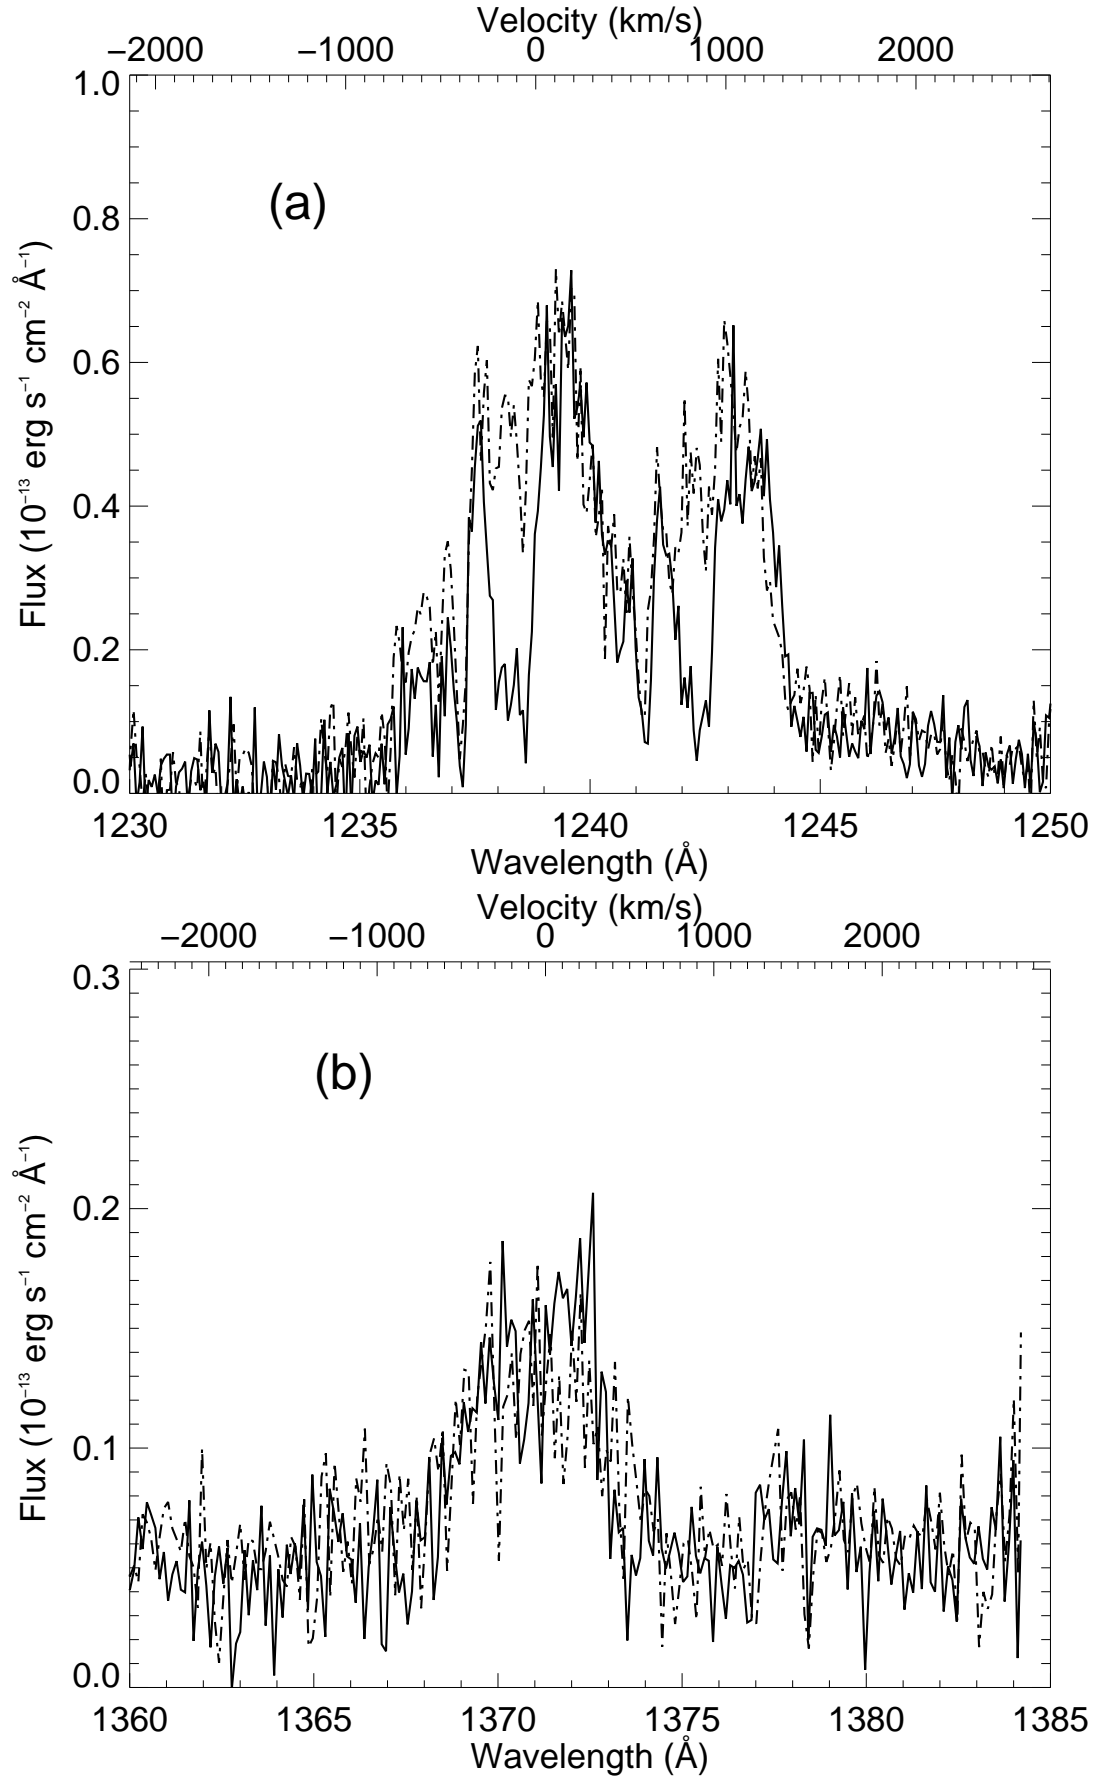 Velocity (km/s)
−2000 −1000 0 1000 2000
1.0
(a)
0.8
0.6
0.4
0.2
0.0
Flux (10⁻¹³ erg s⁻¹ cm⁻² Å⁻¹)
1230 1235 1240 1245 1250
Wavelength (Å)
Velocity (km/s)
−2000 −1000 0 1000 2000
0.3
(b)
0.2
0.1
0.0
Flux (10⁻¹³ erg s⁻¹ cm⁻² Å⁻¹)
1360 1365 1370 1375 1380 1385
Wavelength (Å)